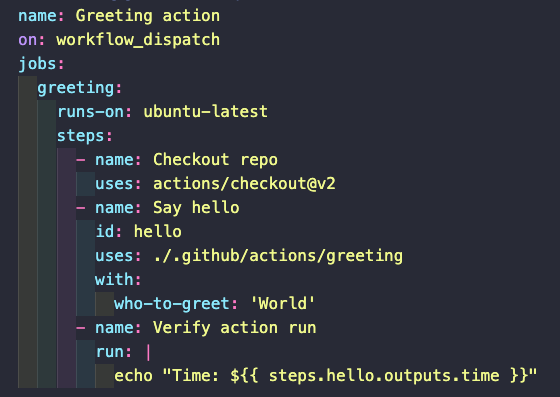 name: Greeting action
on: workflow_dispatch
jobs:
  greeting:
    runs-on: ubuntu-latest
    steps:
      - name: Checkout repo
        uses: actions/checkout@v2
      - name: Say hello
        id: hello
        uses: ./.github/actions/greeting
        with:
          who-to-greet: 'World'
      - name: Verify action run
        run: |
          echo "Time: ${{ steps.hello.outputs.time }}"